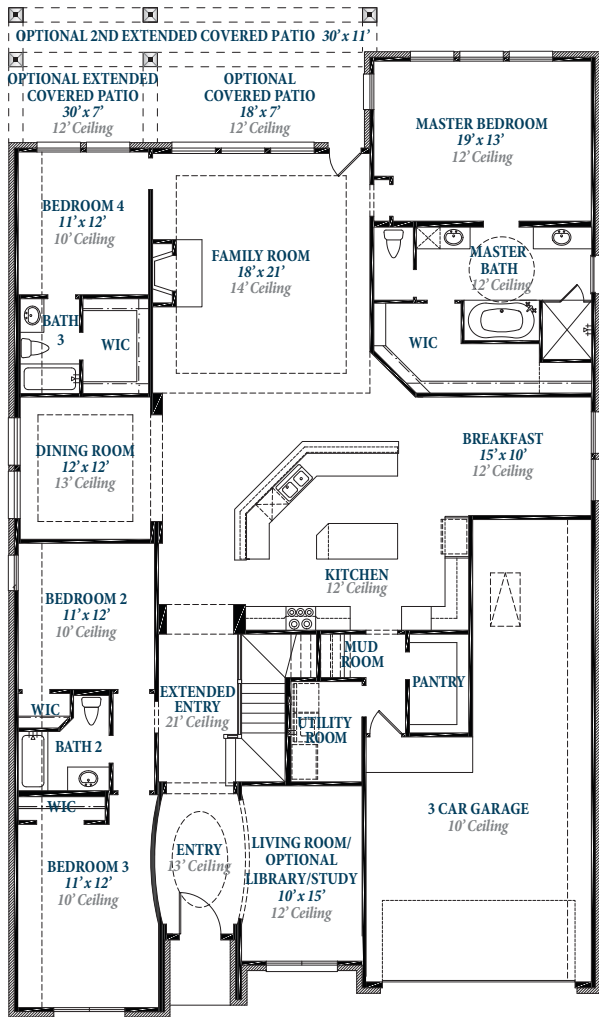 OPTIONAL 2ND EXTENDED COVERED PATIO 30' x 11'
OPTIONAL EXTENDED
COVERED PATIO
30' x 7'
12' Ceiling
OPTIONAL
COVERED PATIO
18' x 7'
12' Ceiling
MASTER BEDROOM
19' x 13'
12' Ceiling
BEDROOM 4
11' x 12'
10' Ceiling
FAMILY ROOM
18' x 21'
14' Ceiling
MASTER
BATH
12' Ceiling
BATH
3
WIC
WIC
DINING ROOM
12' x 12'
13' Ceiling
BREAKFAST
15' x 10'
12' Ceiling
KITCHEN
12' Ceiling
BEDROOM 2
11' x 12'
10' Ceiling
MUD
ROOM
PANTRY
EXTENDED
ENTRY
21' Ceiling
WIC
UTILITY
ROOM
BATH 2
WIC
3 CAR GARAGE
10' Ceiling
ENTRY
13' Ceiling
LIVING ROOM/
OPTIONAL
LIBRARY/STUDY
10' x 15'
12' Ceiling
BEDROOM 3
11' x 12'
10' Ceiling